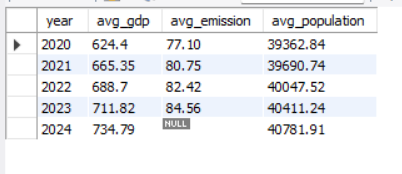 year avg_gdp avg_emission avg_population
2020 624.4 77.10 39362.84
2021 665.35 80.75 39690.74
2022 688.7 82.42 40047.52
2023 711.82 84.56 40411.24
2024 734.79 NULL 40781.91